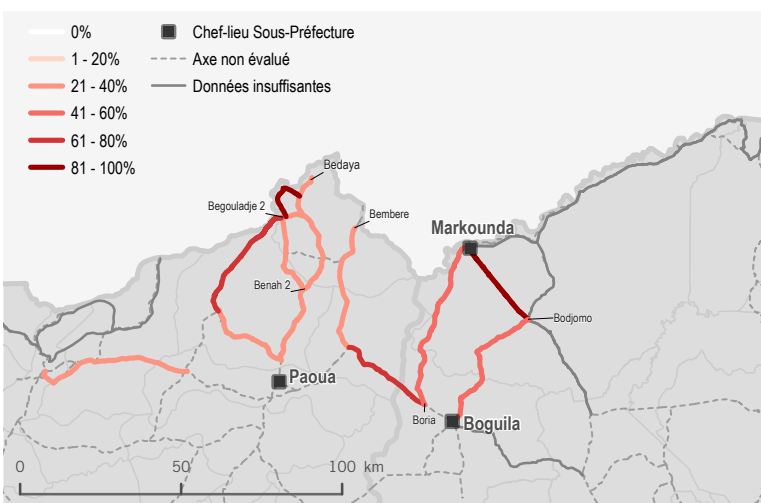 0%
Chef-lieu Sous-Préfecture
1 - 20%
Axe non évalué
21 - 40%
Données insuffisantes
41 - 60%
61 - 80%
81 - 100%
Bedaya
Begouladje 2
Bembere
Markounda
Benah 2
Bodjomo
Paoua
Boria
Boguila
0 50 100 km